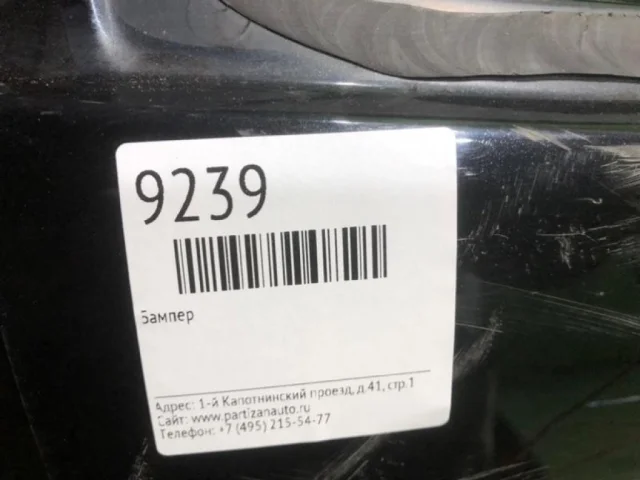 9239
Бампер
Адрес: 1-й Капотнинский проезд, д.41, стр.1
Сайт: www.partizanauto.ru
Телефон: +7 (495) 215-54-77